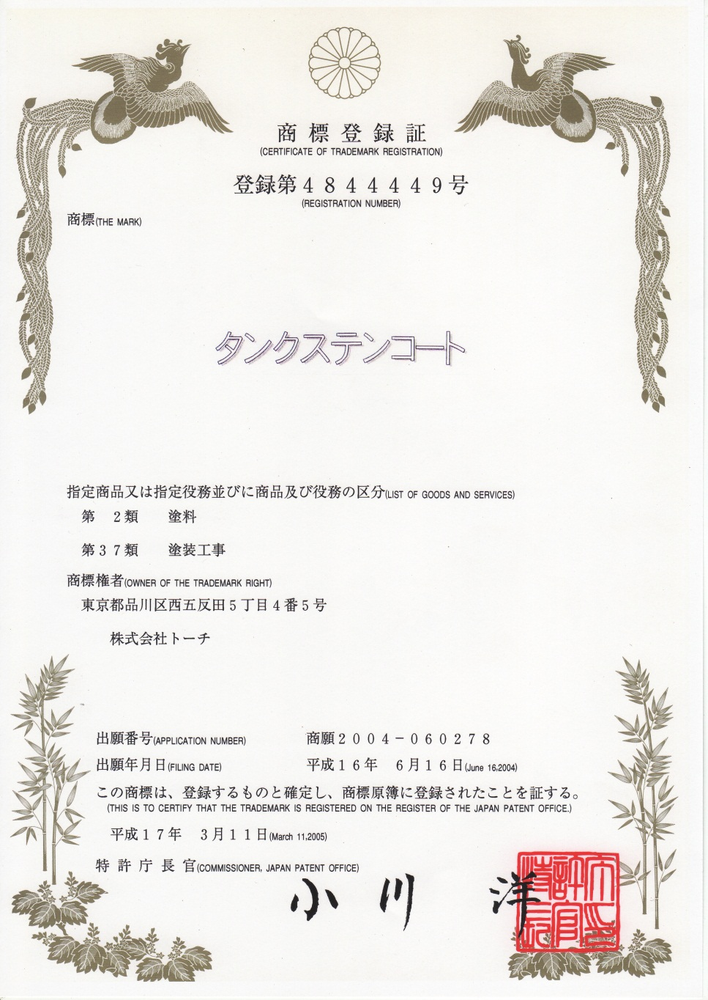 商標登録証
(CERTIFICATE OF TRADEMARK REGISTRATION)
登録第４８４４４４９号
(REGISTRATION NUMBER)
商標(THE MARK)
タンクステンコート
指定商品又は指定役務並びに商品及び役務の区分(LIST OF GOODS AND SERVICES)
第　２類　　塗料
第３７類　　塗装工事
商標権者(OWNER OF THE TRADEMARK RIGHT)
東京都品川区西五反田５丁目４番５号
株式会社トーチ
出願番号(APPLICATION NUMBER)　商願２００４－０６０２７８
出願年月日(FILING DATE)　平成１６年　６月１６日(June 16,2004)
この商標は、登録するものと確定し、商標原簿に登録されたことを証する。
(THIS IS TO CERTIFY THAT THE TRADEMARK IS REGISTERED ON THE REGISTER OF THE JAPAN PATENT OFFICE.)
平成１７年　３月１１日(March 11,2005)
特許庁長官(COMMISSIONER, JAPAN PATENT OFFICE)
小川　洋